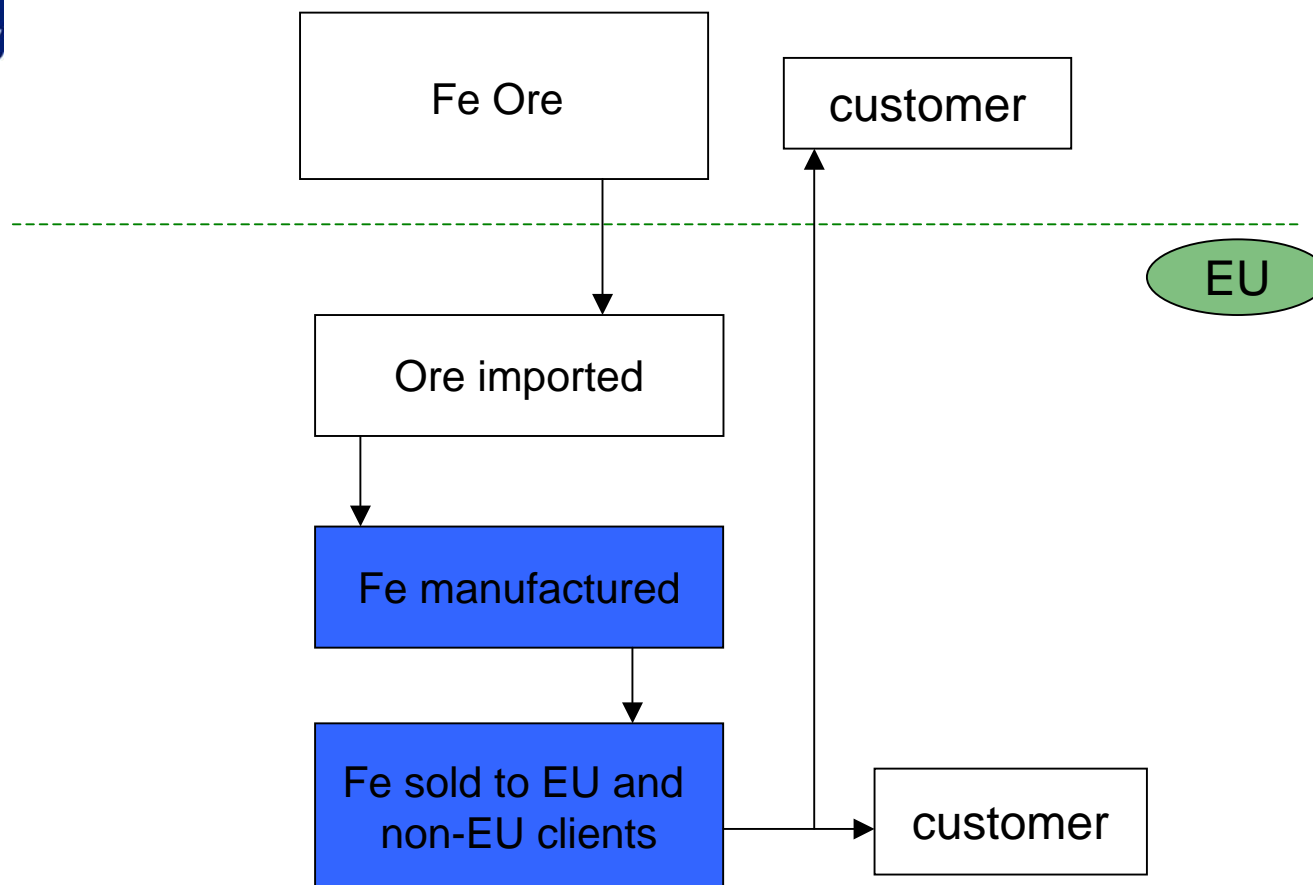 Fe Ore
customer
EU
Ore imported
Fe manufactured
Fe sold to EU and
non-EU clients
customer